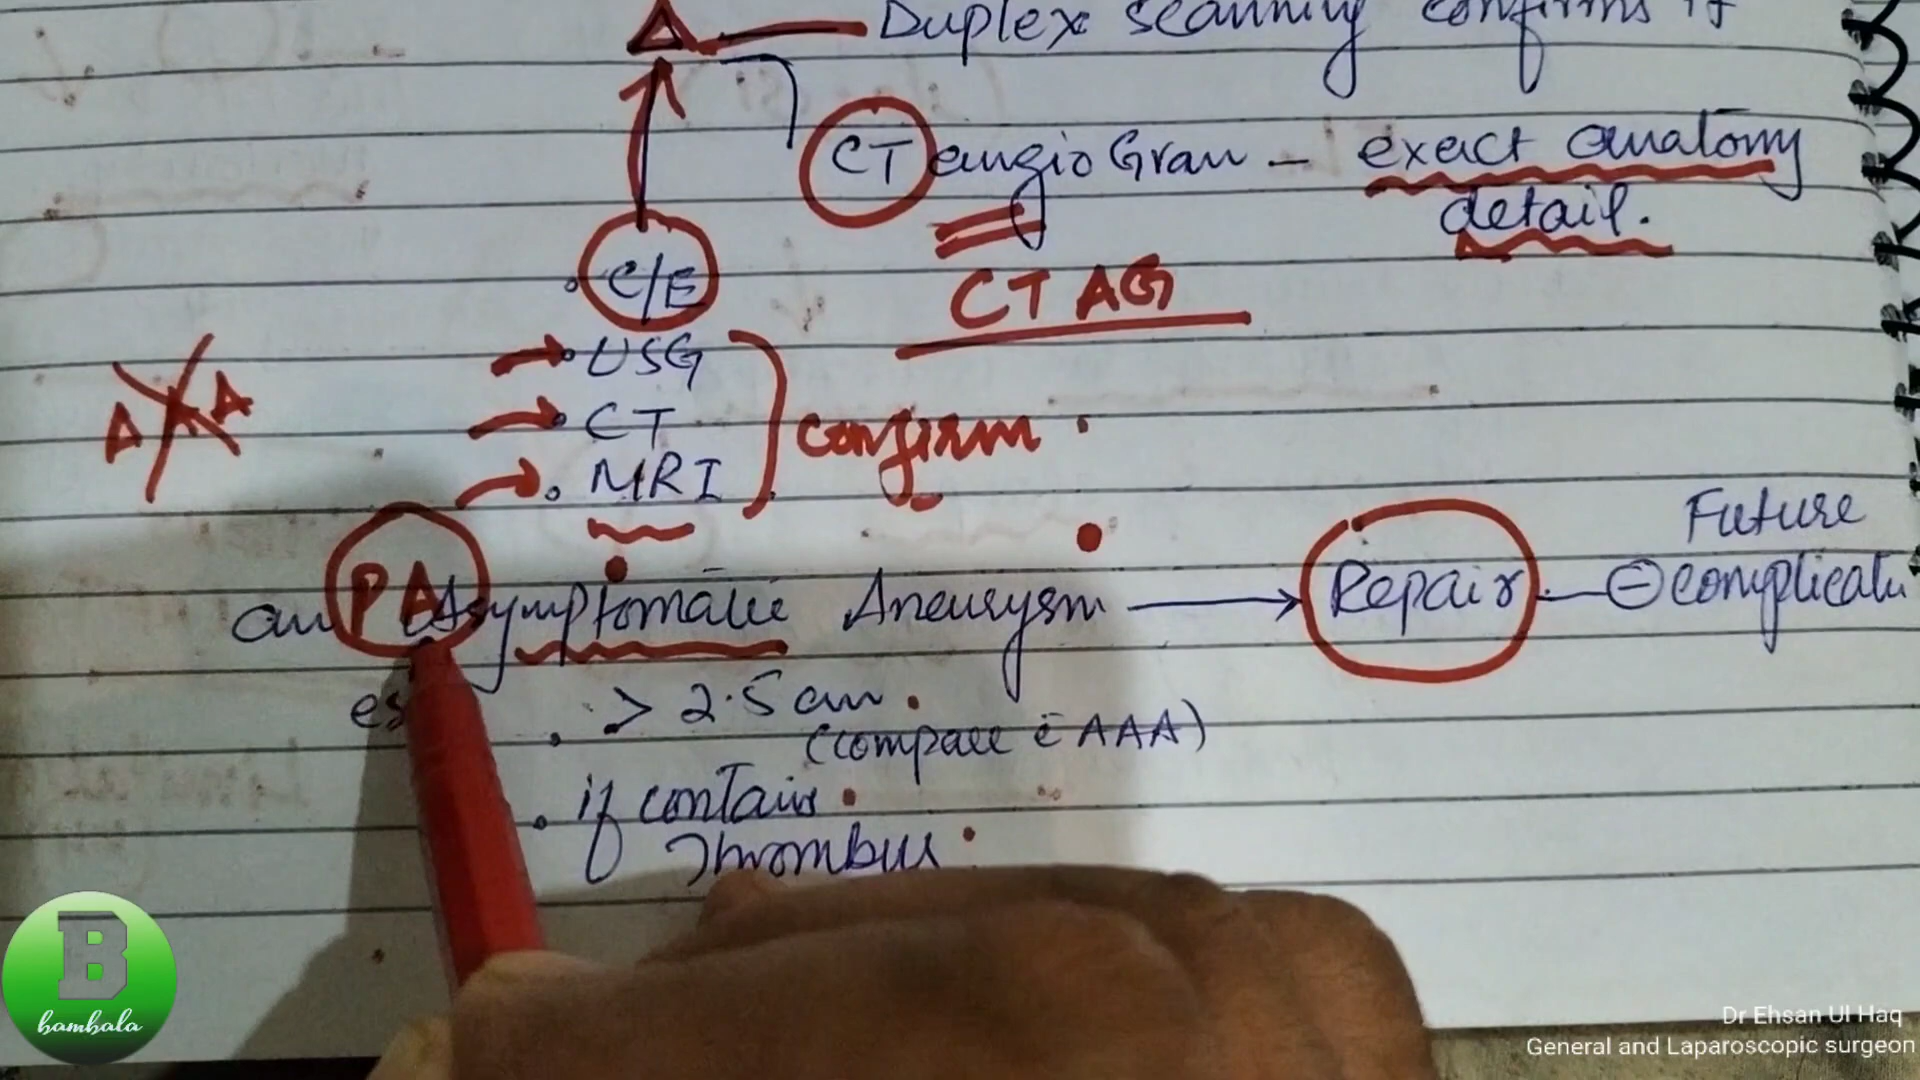 Δ — Duplex scanning confirms it
CT angioGram – exact anatomy
detail.
C/E
CT AG
USG
CT
MRI
confirm
AAA
an PA Asymptomatic Aneurysm → Repair – ⊖ complicatn
Future
es
. > 2.5 cm.
(compare c̄ AAA)
. if contains
Thrombus
B
bambala
Dr Ehsan Ul Haq
General and Laparoscopic surgeon